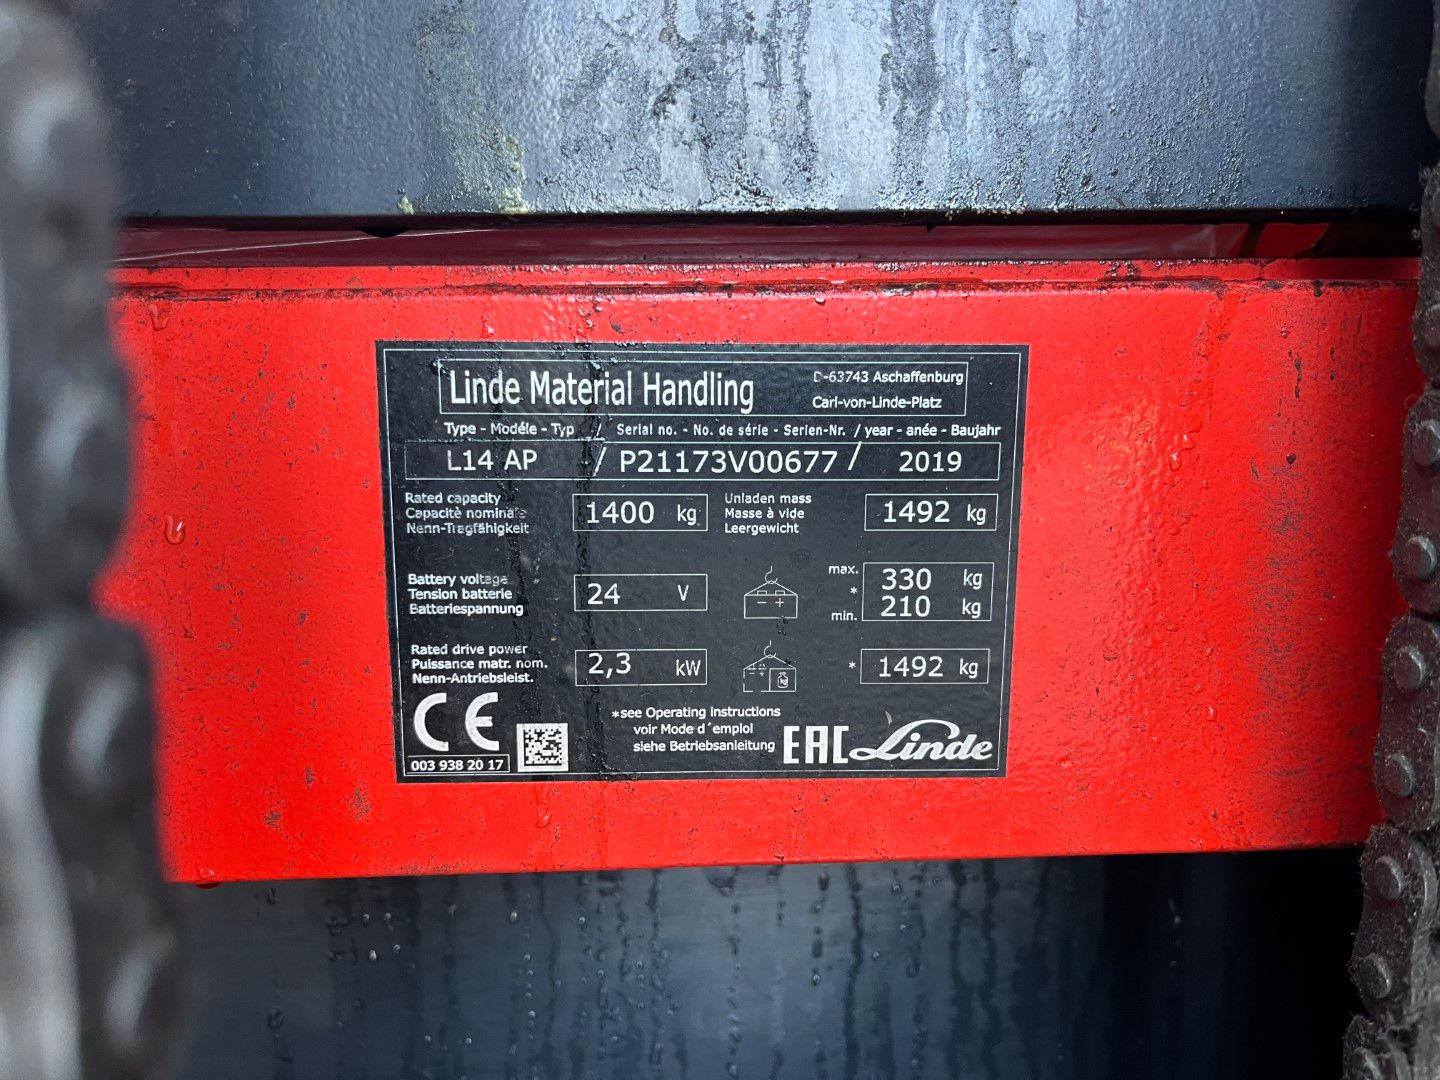 Linde Material Handling
D-63743 Aschaffenburg
Carl-von-Linde-Platz
Type - Modéle - Typ / Serial no. - No. de série - Serien-Nr. / year - anée - Baujahr
L14 AP / P21173V00677 / 2019
Rated capacity
Capacitè nominale
Nenn-Tragfähigkeit
1400 kg
Unladen mass
Masse à vide
Leergewicht
1492 kg
Battery voltage
Tension batterie
Batteriespannung
24 V
- +
max. 330 kg
*
min. 210 kg
Rated drive power
Puissance matr. nom.
Nenn-Antriebsleist.
2,3 kW
- +
kg
* 1492 kg
CE
003 938 20 17
*see Operating instructions
voir Mode d´emploi
siehe Betriebsanleitung
EAC Linde